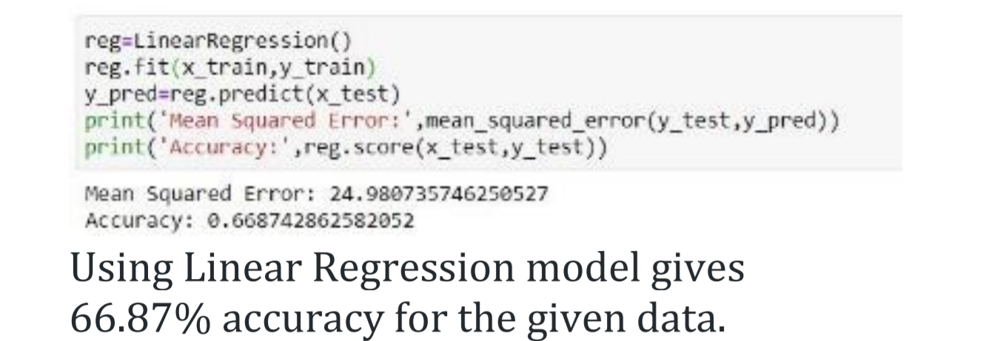 reg=LinearRegression()
reg.fit(x_train,y_train)
y_pred=reg.predict(x_test)
print('Mean Squared Error:',mean_squared_error(y_test,y_pred))
print('Accuracy:',reg.score(x_test,y_test))
Mean Squared Error: 24.980735746250527
Accuracy: 0.668742862582052
Using Linear Regression model gives
66.87% accuracy for the given data.